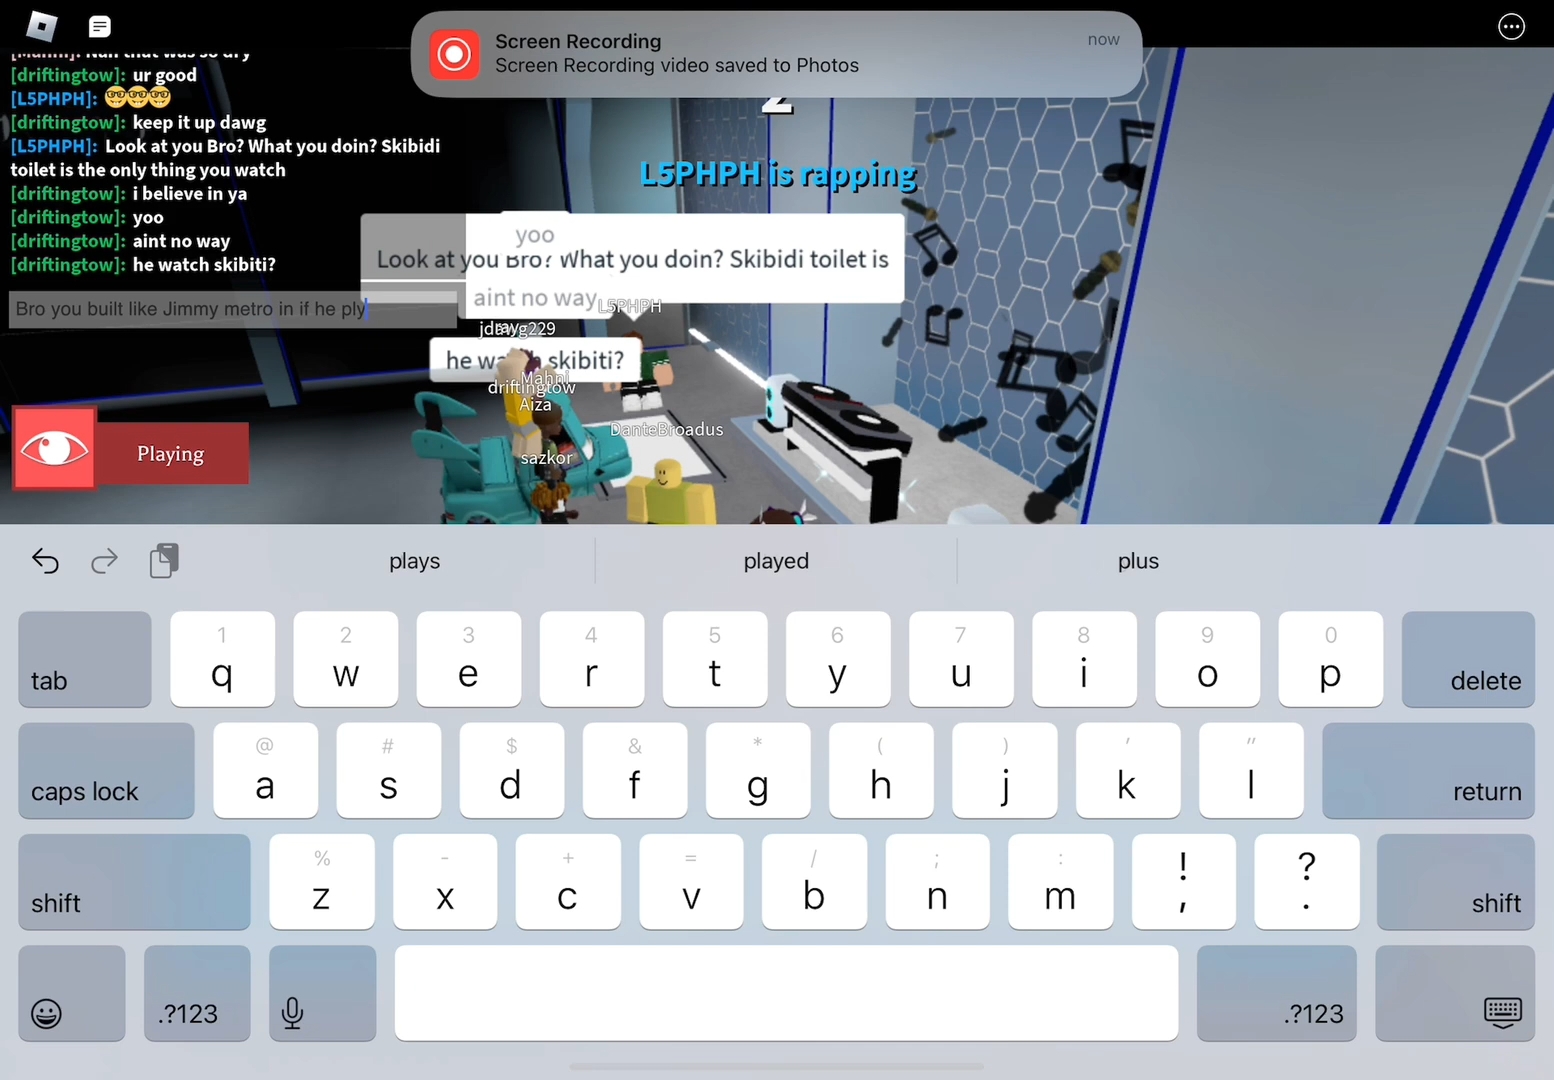 Screen Recording
now
Screen Recording video saved to Photos
[driftingtow]: ur good
[L5PHPH]: 🤓🤓🤓
[driftingtow]: keep it up dawg
[L5PHPH]: Look at you Bro? What you doin? Skibidi
toilet is the only thing you watch
[driftingtow]: i believe in ya
[driftingtow]: yoo
[driftingtow]: aint no way
[driftingtow]: he watch skibiti?
Bro you built like Jimmy metro in if he ply
Playing
L5PHPH is rapping
yoo
Look at you Bro? What you doin? Skibidi toilet is
aint no way
L5PHPH
he watch skibiti?
Mahni
driftingtow
Aiza
DanteBroadus
sazkor
plays
played
plus
tab
1 2 3 4 5 6 7 8 9 0
q w e r t y u i o p
delete
caps lock
@ # $ & * ( ) ' "
a s d f g h j k l
return
shift
% - + = / ; : ! ?
z x c v b n m , .
shift
.?123
.?123